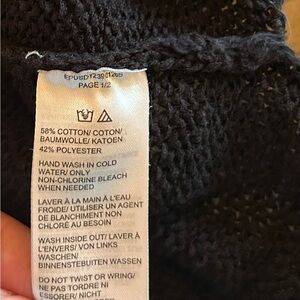 PAGE 1/2
58% COTTON/ COTON/
BAUMWOLLE/ KATOEN
42% POLYESTER
HAND WASH IN COLD
WATER/ ONLY
NON-CHLORINE BLEACH
WHEN NEEDED
LAVER À LA MAIN À L'EAU
FROIDE/ UTILISER UN AGENT
DE BLANCHIMENT NON
CHLORÉ AU BESOIN
WASH INSIDE OUT/ LAVER À
L'ENVERS/ VON LINKS
WASCHEN/
BINNENSTEBUITEN WASSEN
DO NOT TWIST OR WRING/
NE PAS TORDRE NI
ESSORER/ NICHT